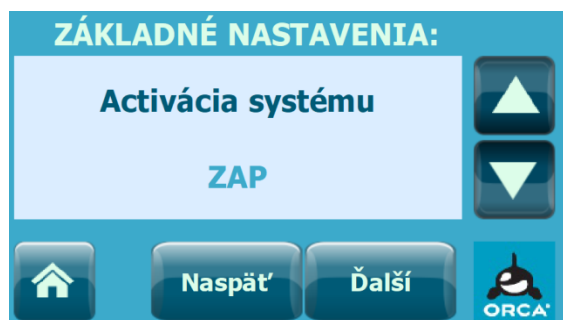 ZÁKLADNÉ NASTAVENIA:
Activácia systému
ZAP
Naspäť
Ďalší
ORCA